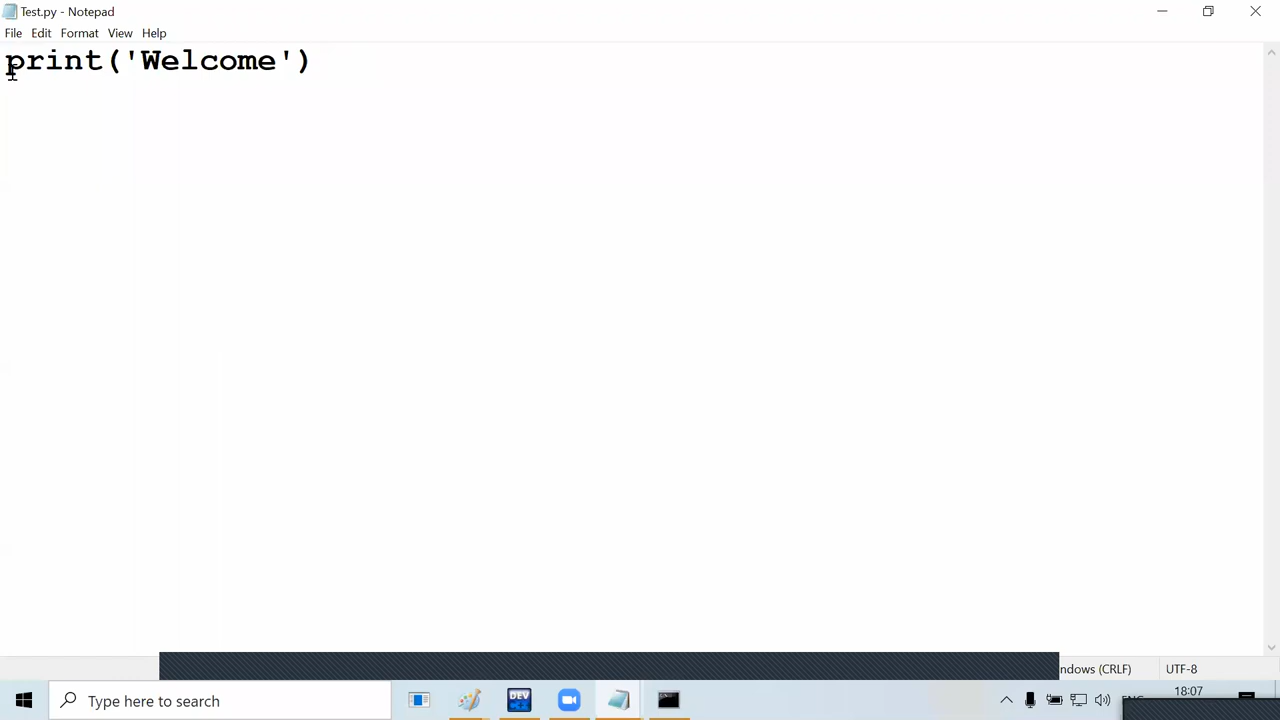 Test.py - Notepad
File Edit Format View Help
print('Welcome')
(CRLF) UTF-8
Type here to search
DEV
18:07